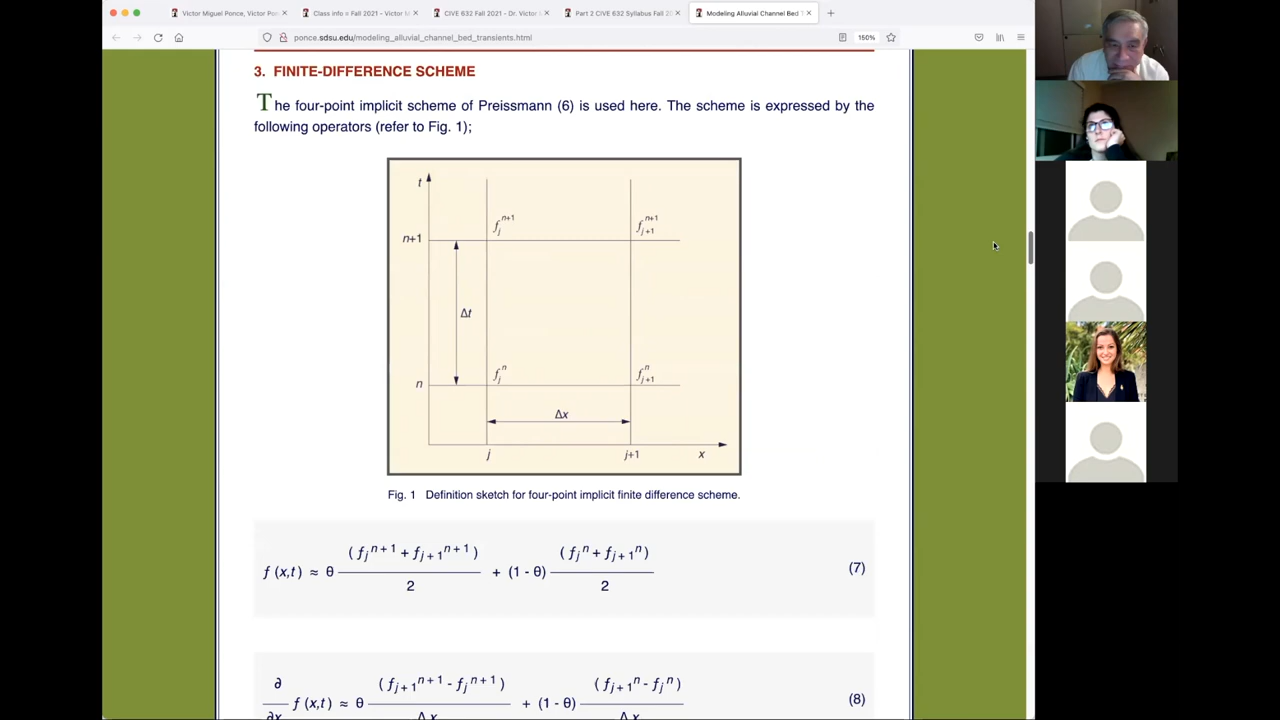 Victor Miguel Ponce, Victor Pon
Class info = Fall 2021 - Victor M
CIVE 632 Fall 2021 - Dr. Victor
Part 2 CIVE 632 Syllabus Fall 20
Modeling Alluvial Channel Bed T
ponce.sdsu.edu/modeling_alluvial_channel_bed_transients.html
150%
3. FINITE-DIFFERENCE SCHEME
The four-point implicit scheme of Preissmann (6) is used here. The scheme is expressed by the
following operators (refer to Fig. 1);
t
f_j^{n+1} f_{j+1}^{n+1}
n+1
Δt
f_j^n f_{j+1}^n
n
Δx
j j+1 x
Fig. 1 Definition sketch for four-point implicit finite difference scheme.
( f_j^{n+1} + f_{j+1}^{n+1} ) ( f_j^n + f_{j+1}^n )
f (x,t) ≈ θ + (1 - θ) (7)
2 2
∂ ( f_{j+1}^{n+1} - f_j^{n+1} ) ( f_{j+1}^n - f_j^n )
f (x,t) ≈ θ + (1 - θ) (8)
∂x Δx Δx